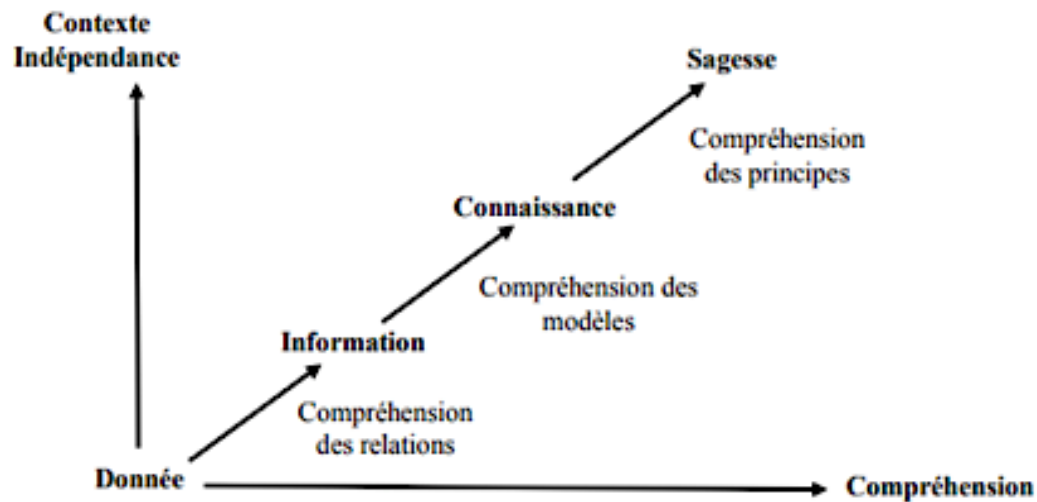 Contexte
Indépendance
Sagesse
Compréhension
des principes
Connaissance
Compréhension des
modèles
Information
Compréhension
des relations
Donnée
Compréhension